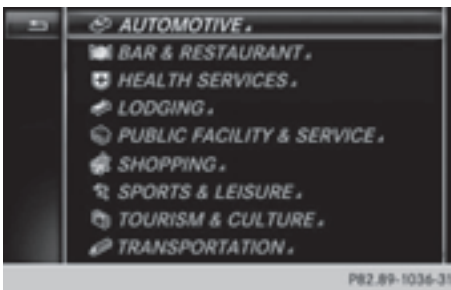 AUTOMOTIVE
BAR & RESTAURANT
HEALTH SERVICES
LODGING
PUBLIC FACILITY & SERVICE
SHOPPING
SPORTS & LEISURE
TOURISM & CULTURE
TRANSPORTATION
P82.89-1036-31